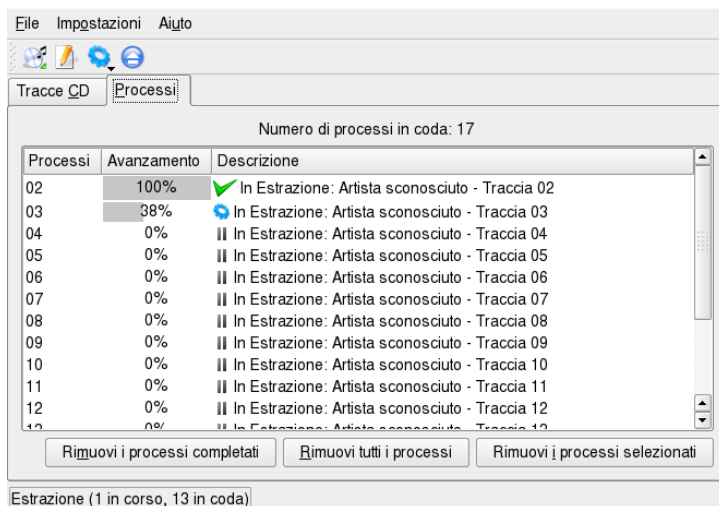 File Impostazioni Aiuto
Tracce CD Processi
Numero di processi in coda: 17
Processi Avanzamento Descrizione
02 100% In Estrazione: Artista sconosciuto - Traccia 02
03 38% In Estrazione: Artista sconosciuto - Traccia 03
04 0% In Estrazione: Artista sconosciuto - Traccia 04
05 0% In Estrazione: Artista sconosciuto - Traccia 05
06 0% In Estrazione: Artista sconosciuto - Traccia 06
07 0% In Estrazione: Artista sconosciuto - Traccia 07
08 0% In Estrazione: Artista sconosciuto - Traccia 08
09 0% In Estrazione: Artista sconosciuto - Traccia 09
10 0% In Estrazione: Artista sconosciuto - Traccia 10
11 0% In Estrazione: Artista sconosciuto - Traccia 11
12 0% In Estrazione: Artista sconosciuto - Traccia 12
Rimuovi i processi completati Rimuovi tutti i processi Rimuovi i processi selezionati
Estrazione (1 in corso, 13 in coda)